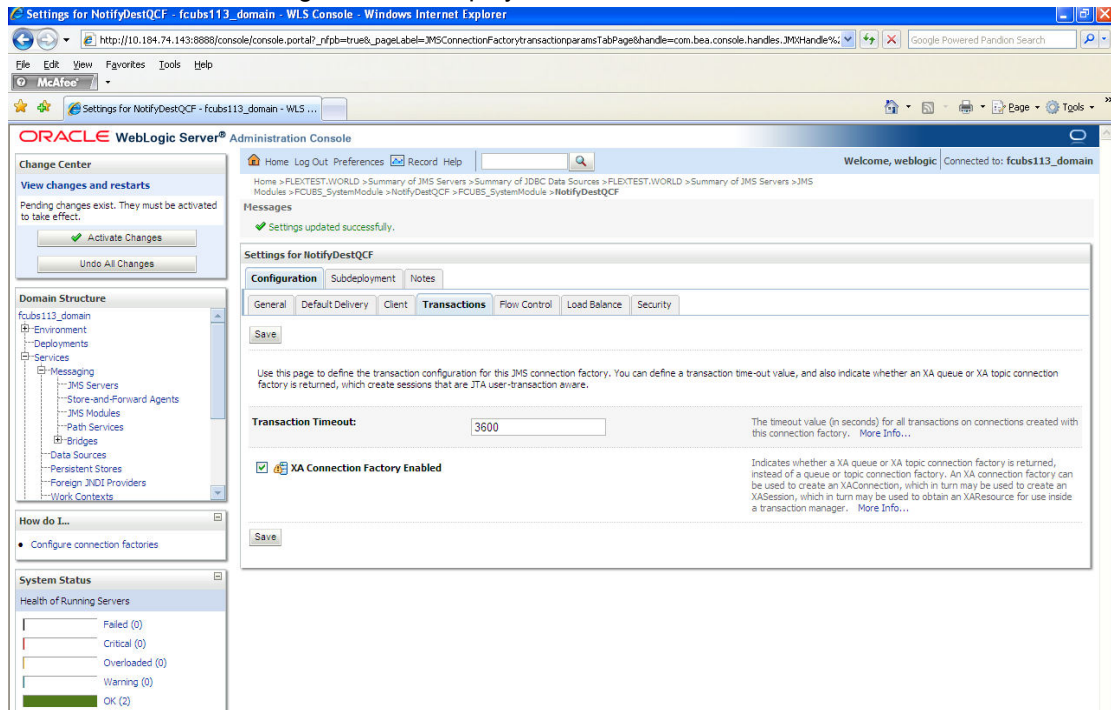 Settings for NotifyDestQCF - fcubs113_domain - WLS Console - Windows Internet Explorer
http://10.184.74.143:8888/console/console.portal?_nfpb=true&_pageLabel=JMSConnectionFactorytransactionparamsTabPage&handle=com.bea.console.handles.JMXHandle%
Google Powered Pandion Search
File Edit View Favorites Tools Help
McAfee
Settings for NotifyDestQCF - fcubs113_domain - WLS ...
Page Tools
ORACLE WebLogic Server® Administration Console
Change Center
View changes and restarts
Pending changes exist. They must be activated
to take effect.
Activate Changes
Undo All Changes
Domain Structure
fcubs113_domain
Environment
Deployments
Services
Messaging
JMS Servers
Store-and-Forward Agents
JMS Modules
Path Services
Bridges
Data Sources
Persistent Stores
Foreign JNDI Providers
Work Contexts
How do I...
Configure connection factories
System Status
Health of Running Servers
Failed (0)
Critical (0)
Overloaded (0)
Warning (0)
OK (2)
Home Log Out Preferences Record Help
Welcome, weblogic Connected to: fcubs113_domain
Home >FLEXTEST.WORLD >Summary of JMS Servers >Summary of JDBC Data Sources >FLEXTEST.WORLD >Summary of JMS Servers >JMS
Modules >FCUBS_SystemModule >NotifyDestQCF >FCUBS_SystemModule >NotifyDestQCF
Messages
Settings updated successfully.
Settings for NotifyDestQCF
Configuration Subdeployment Notes
General Default Delivery Client Transactions Flow Control Load Balance Security
Save
Use this page to define the transaction configuration for this JMS connection factory. You can define a transaction time-out value, and also indicate whether an XA queue or XA topic connection
factory is returned, which create sessions that are JTA user-transaction aware.
Transaction Timeout:
3600
The timeout value (in seconds) for all transactions on connections created with
this connection factory. More Info...
XA Connection Factory Enabled
Indicates whether a XA queue or XA topic connection factory is returned,
instead of a queue or topic connection factory. An XA connection factory can
be used to create an XAConnection, which in turn may be used to create an
XASession, which in turn may be used to obtain an XAResource for use inside
a transaction manager. More Info...
Save